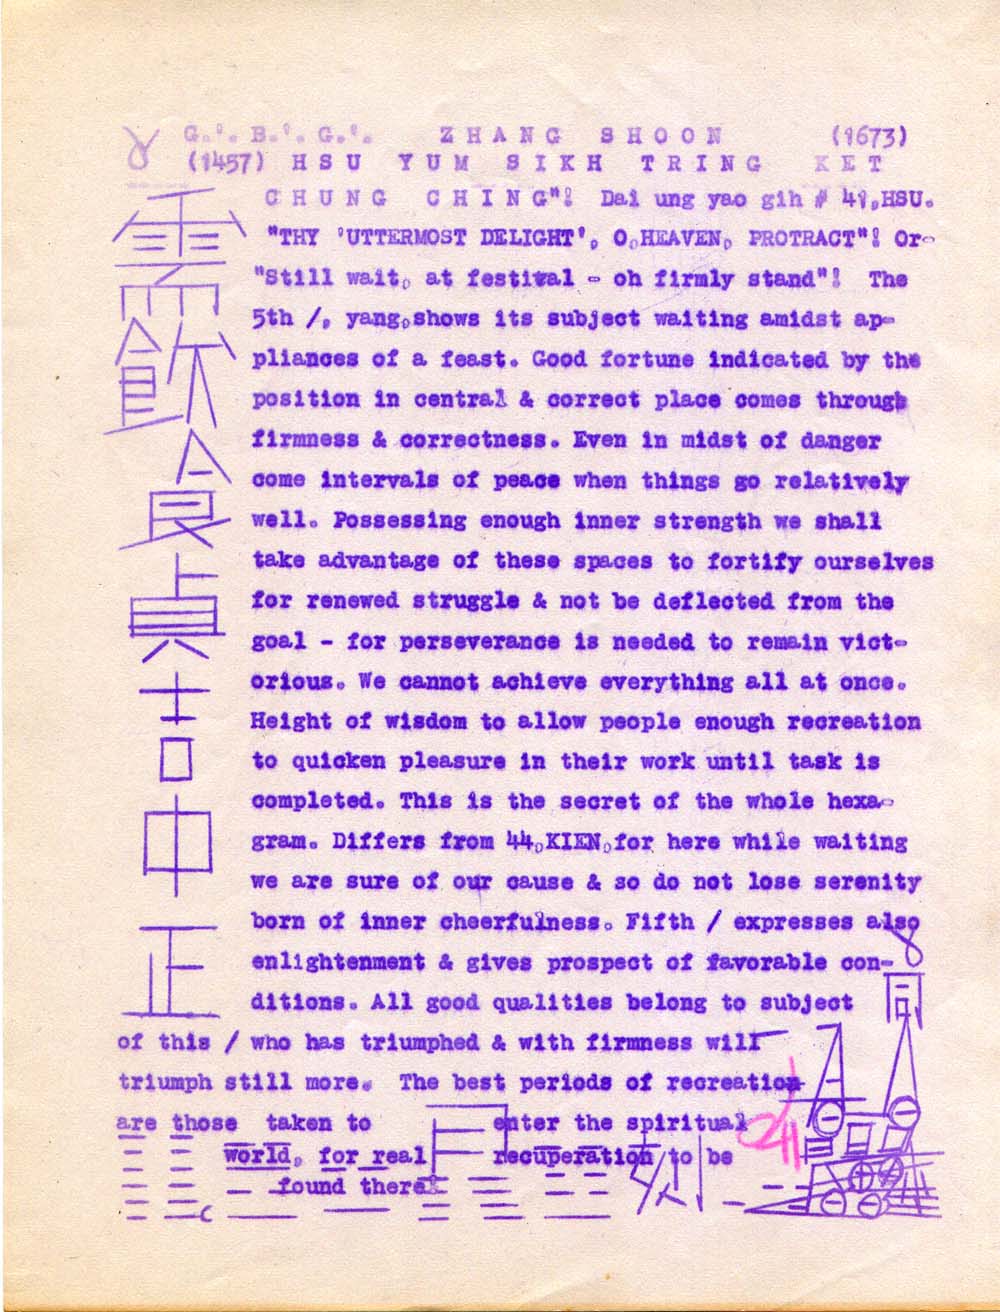 γ G.'. B.'. G.'. ZHANG SHOON (1673)
(1457) HSU YUM SIKH TRING KET
CHUNG CHING"! Dai ung yao gih # 41,HSU.
"THY 'UTTERMOST DELIGHT', O,HEAVEN, PROTRACT"! Or-
"Still wait, at festival - oh firmly stand"! The
5th /, yang,shows its subject waiting amidst ap-
pliances of a feast. Good fortune indicated by the
position in central & correct place comes through
firmness & correctness. Even in midst of danger
come intervals of peace when things go relatively
well. Possessing enough inner strength we shall
take advantage of these spaces to fortify ourselves
for renewed struggle & not be deflected from the
goal - for perseverance is needed to remain vict-
orious. We cannot achieve everything all at once.
Height of wisdom to allow people enough recreation
to quicken pleasure in their work until task is
completed. This is the secret of the whole hexa-
gram. Differs from 44,KIEN,for here while waiting
we are sure of our cause & so do not lose serenity
born of inner cheerfulness. Fifth / expresses also
enlightenment & gives prospect of favorable con-
ditions. All good qualities belong to subject
of this / who has triumphed & with firmness will
triumph still more. The best periods of recreation
are those taken to enter the spiritual
world, for real recuperation to be
found there
需
飲
食
貞
吉
中
正